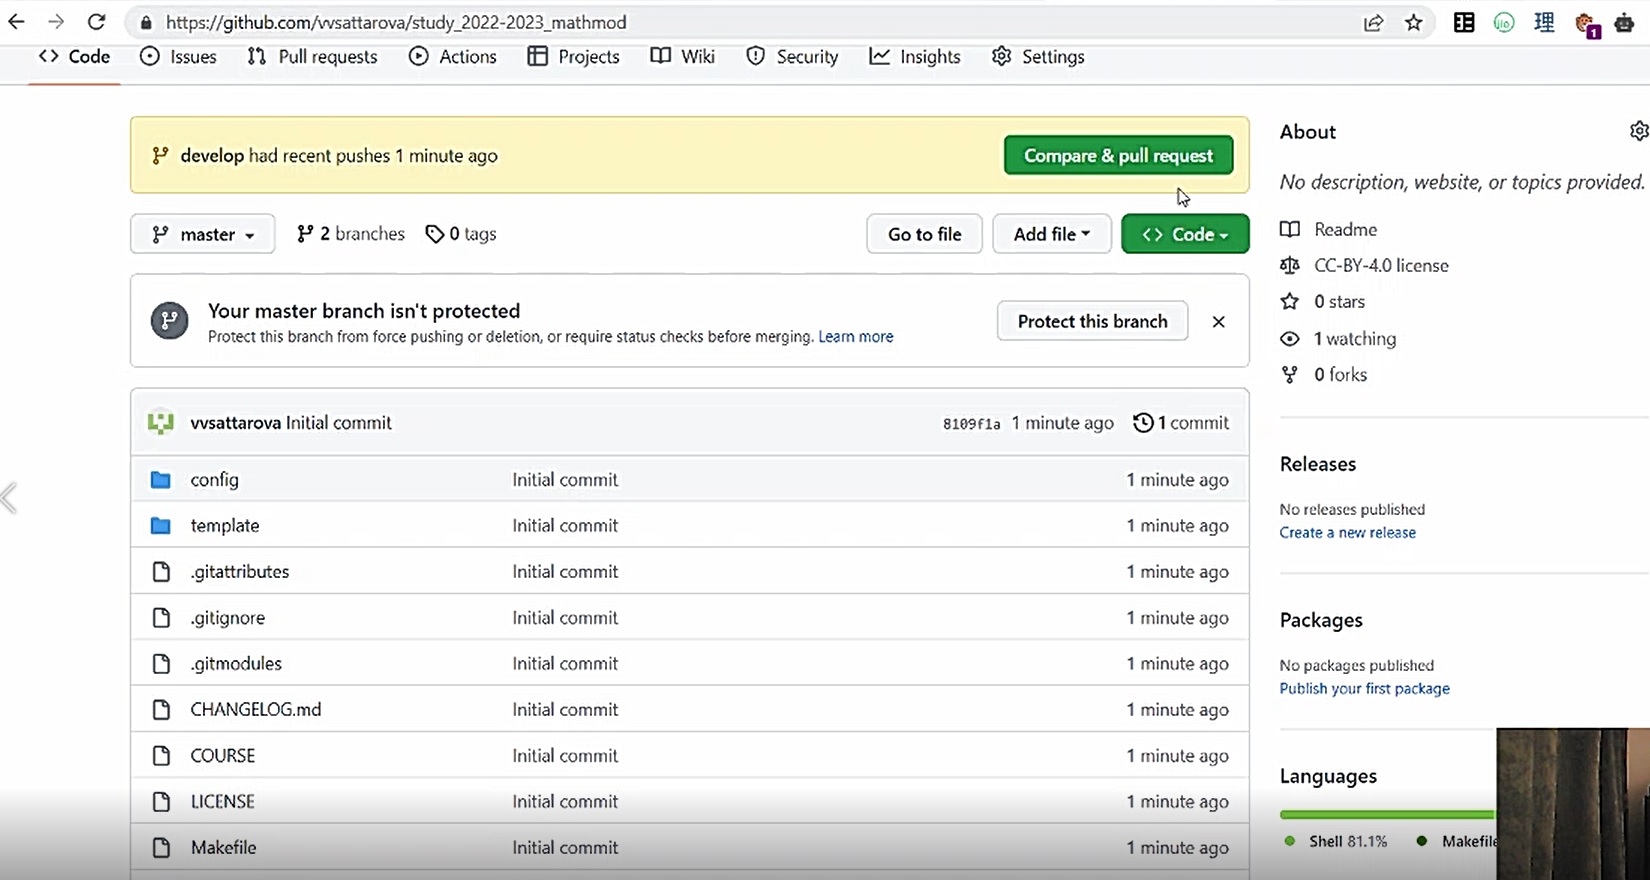 https://github.com/vvsattarova/study_2022-2023_mathmod
1
Code Issues Pull requests Actions Projects Wiki Security Insights Settings
develop had recent pushes 1 minute ago Compare & pull request
master 2 branches 0 tags Go to file Add file Code
Your master branch isn't protected
Protect this branch from force pushing or deletion, or require status checks before merging. Learn more
Protect this branch
vvsattarova Initial commit 8109f1a 1 minute ago 1 commit
config Initial commit 1 minute ago
template Initial commit 1 minute ago
.gitattributes Initial commit 1 minute ago
.gitignore Initial commit 1 minute ago
.gitmodules Initial commit 1 minute ago
CHANGELOG.md Initial commit 1 minute ago
COURSE Initial commit 1 minute ago
LICENSE Initial commit 1 minute ago
Makefile Initial commit 1 minute ago
About
No description, website, or topics provided.
Readme
CC-BY-4.0 license
0 stars
1 watching
0 forks
Releases
No releases published
Create a new release
Packages
No packages published
Publish your first package
Languages
Shell 81.1% Makefile